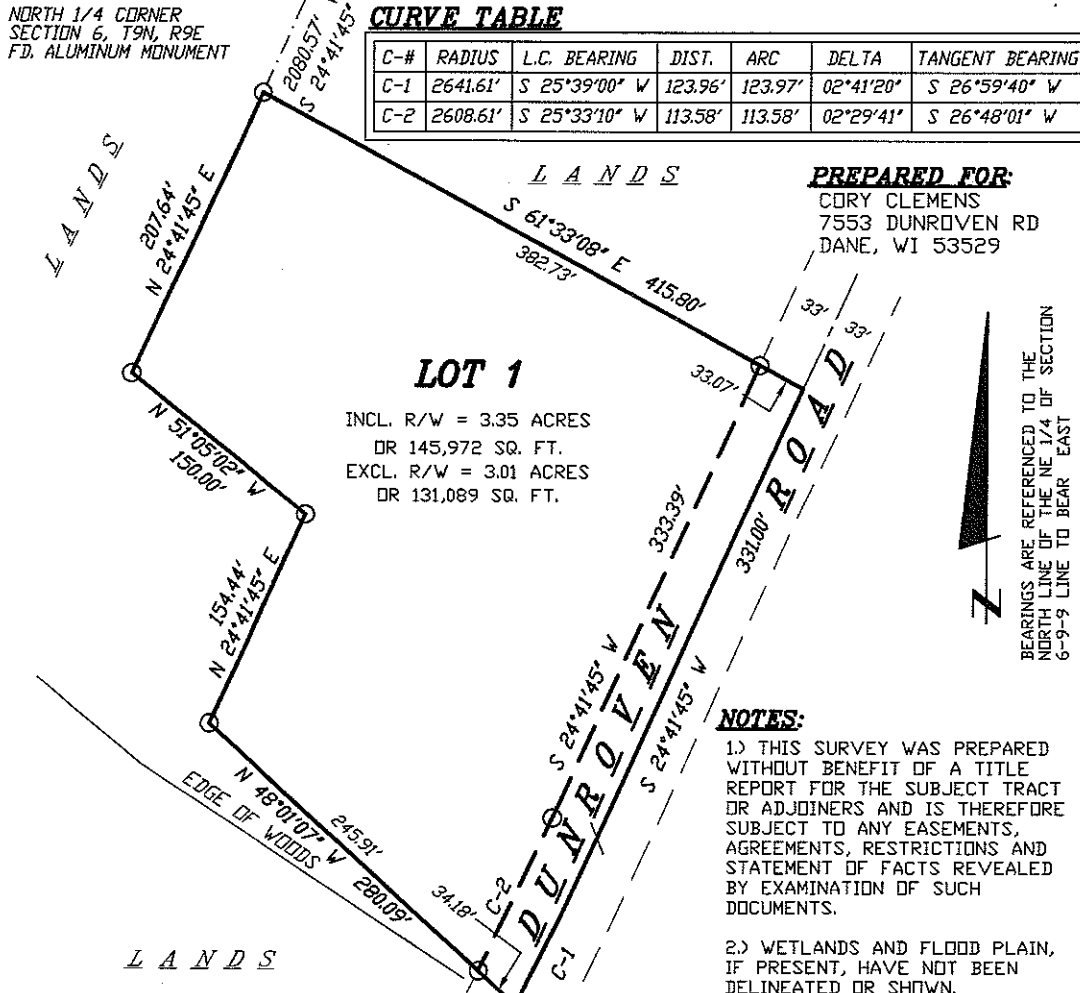 NORTH 1/4 CORNER
SECTION 6, T9N, R9E
FD. ALUMINUM MONUMENT
2080.57'
S 24°41'45" W
CURVE TABLE
C-# RADIUS L.C. BEARING DIST. ARC DELTA TANGENT BEARING
C-1 2641.61' S 25°39'00" W 123.96' 123.97' 02°41'20" S 26°59'40" W
C-2 2608.61' S 25°33'10" W 113.58' 113.58' 02°29'41" S 26°48'01" W
LANDS
LANDS
PREPARED FOR:
CORY CLEMENS
7553 DUNROVEN RD
DANE, WI 53529
207.64'
N 24°41'45" E
S 61°33'08" E
382.73'
415.80'
33'
33'
33.07'
LOT 1
INCL. R/W = 3.35 ACRES
OR 145,972 SQ. FT.
EXCL. R/W = 3.01 ACRES
OR 131,089 SQ. FT.
N 51°05'02" W
150.00'
154.44'
N 24°41'45" E
333.39'
S 24°41'45" W
331.00'
S 24°41'45" W
DUNROVEN ROAD
N
BEARINGS ARE REFERENCED TO THE
NORTH LINE OF THE NE 1/4 OF SECTION
6-9-9 LINE TO BEAR EAST
EDGE OF WOODS
N 48°01'07" W
245.91'
280.09'
34.18'
C-2
C-1
LANDS
NOTES:
1.) THIS SURVEY WAS PREPARED
WITHOUT BENEFIT OF A TITLE
REPORT FOR THE SUBJECT TRACT
OR ADJOINERS AND IS THEREFORE
SUBJECT TO ANY EASEMENTS,
AGREEMENTS, RESTRICTIONS AND
STATEMENT OF FACTS REVEALED
BY EXAMINATION OF SUCH
DOCUMENTS.
2.) WETLANDS AND FLOOD PLAIN,
IF PRESENT, HAVE NOT BEEN
DELINEATED OR SHOWN.